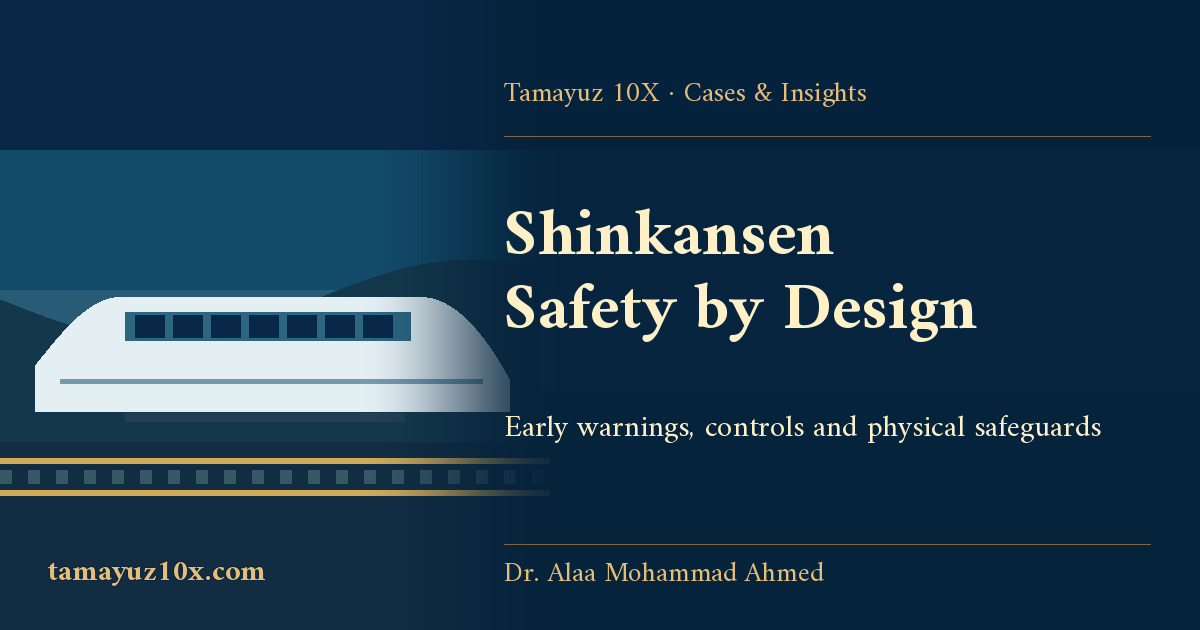 Tamayuz 10X · Cases & Insights
Shinkansen
Safety by Design
Early warnings, controls and physical safeguards
tamayuz10x.com
Dr. Alaa Mohammad Ahmed